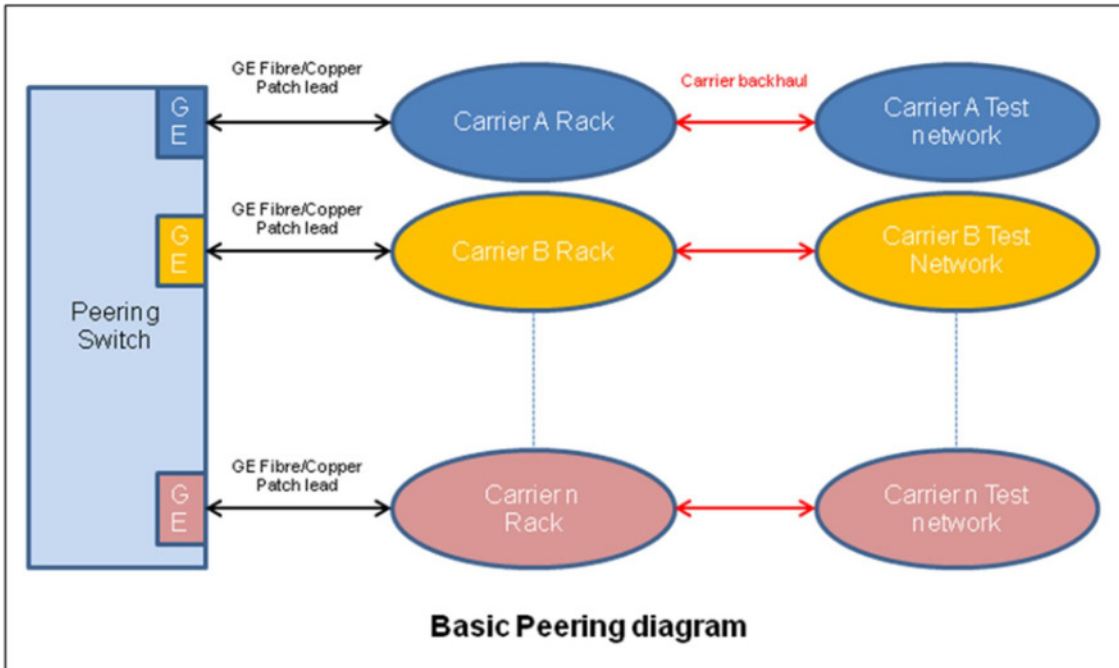 GE Fibre/Copper
Patch lead
Carrier backhaul
G
E
Carrier A Rack
Carrier A Test
network
GE Fibre/Copper
Patch lead
G
E
Carrier B Rack
Carrier B Test
Network
Peering
Switch
GE Fibre/Copper
Patch lead
G
E
Carrier n
Rack
Carrier n Test
network
Basic Peering diagram